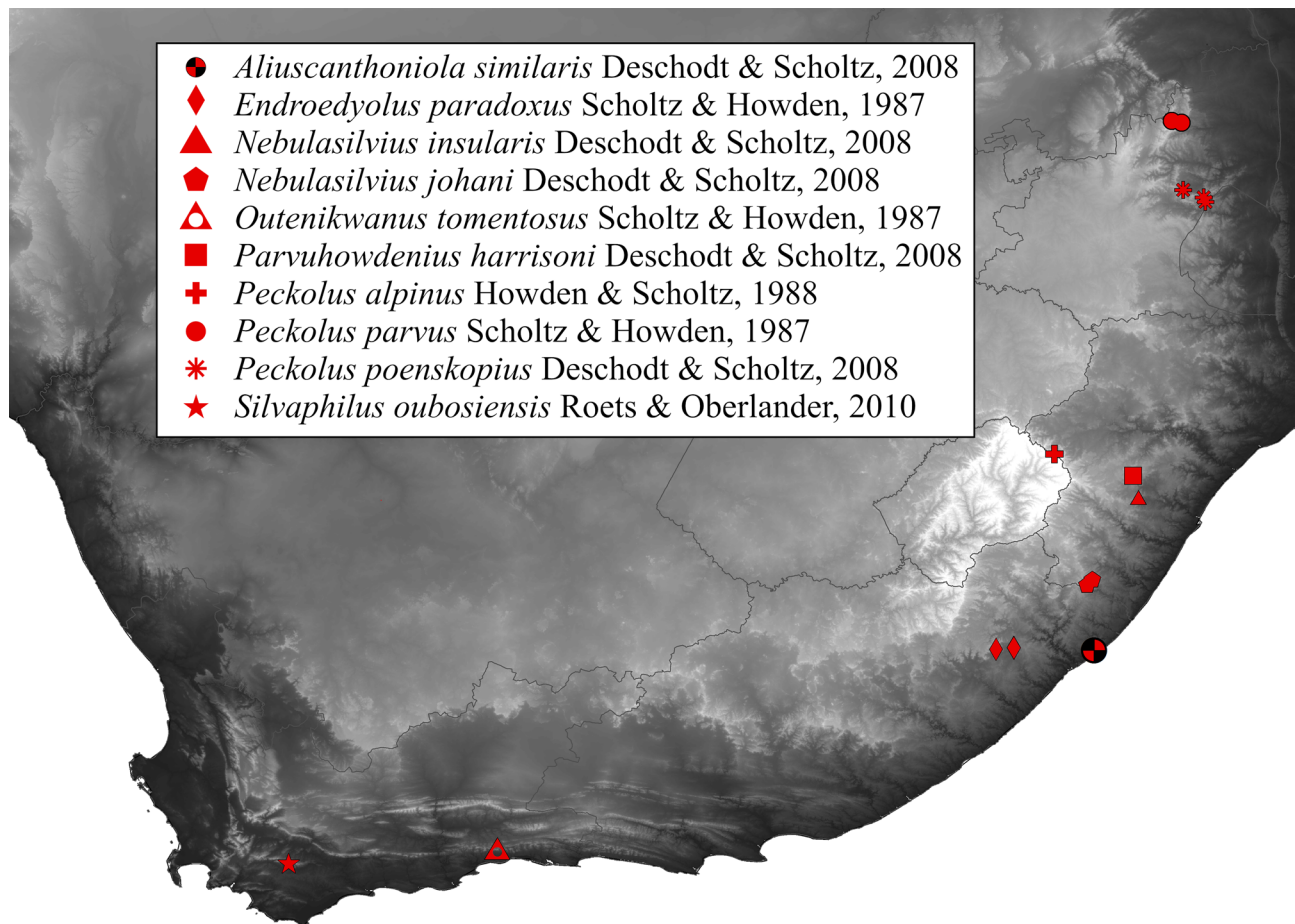 Aliuscanthoniola similaris Deschodt & Scholtz, 2008
Endroedyolus paradoxus Scholtz & Howden, 1987
Nebulasilvius insularis Deschodt & Scholtz, 2008
Nebulasilvius johani Deschodt & Scholtz, 2008
Outenikwanus tomentosus Scholtz & Howden, 1987
Parvuhowdenius harrisoni Deschodt & Scholtz, 2008
Peckolus alpinus Howden & Scholtz, 1988
Peckolus parvus Scholtz & Howden, 1987
Peckolus poenskopius Deschodt & Scholtz, 2008
Silvaphilus oubosiensis Roets & Oberlander, 2010